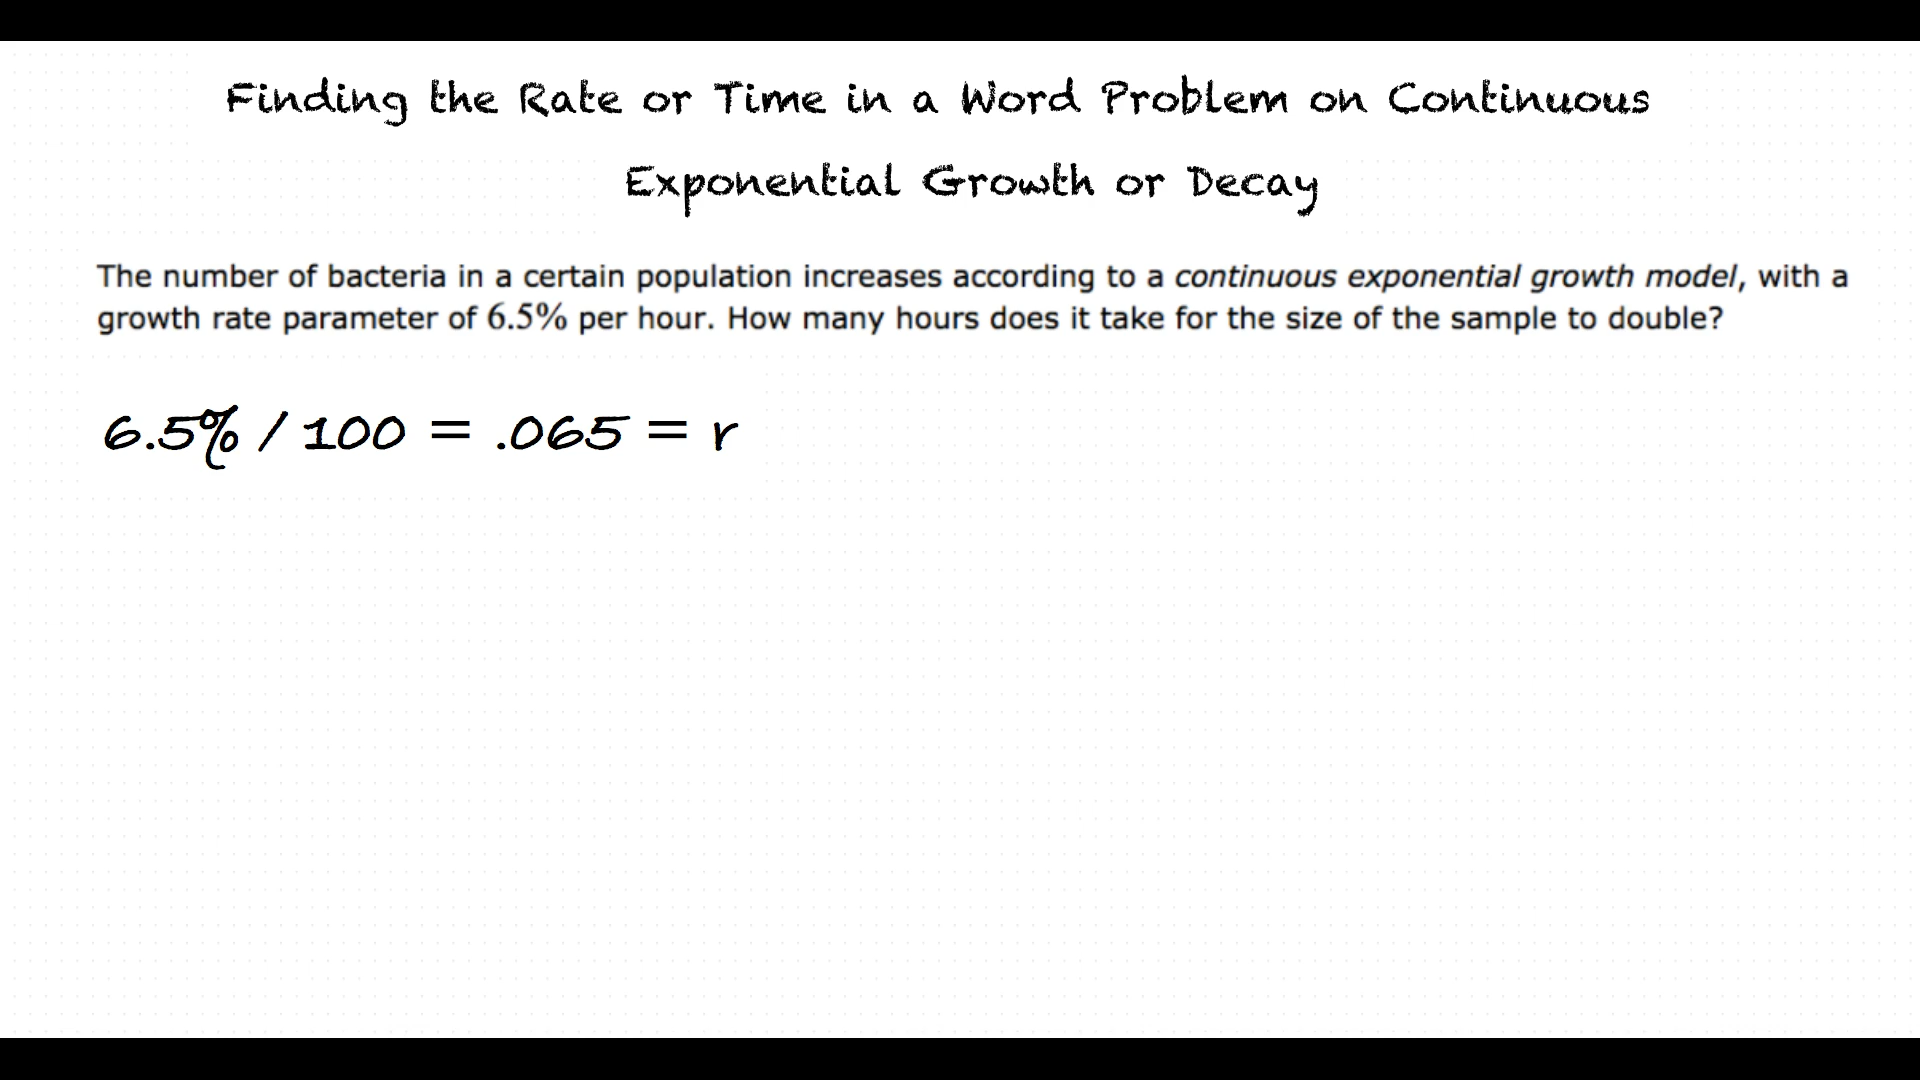 Finding the Rate or Time in a Word Problem on Continuous
Exponential Growth or Decay
The number of bacteria in a certain population increases according to a continuous exponential growth model, with a
growth rate parameter of 6.5% per hour. How many hours does it take for the size of the sample to double?
6.5% / 100 = .065 = r